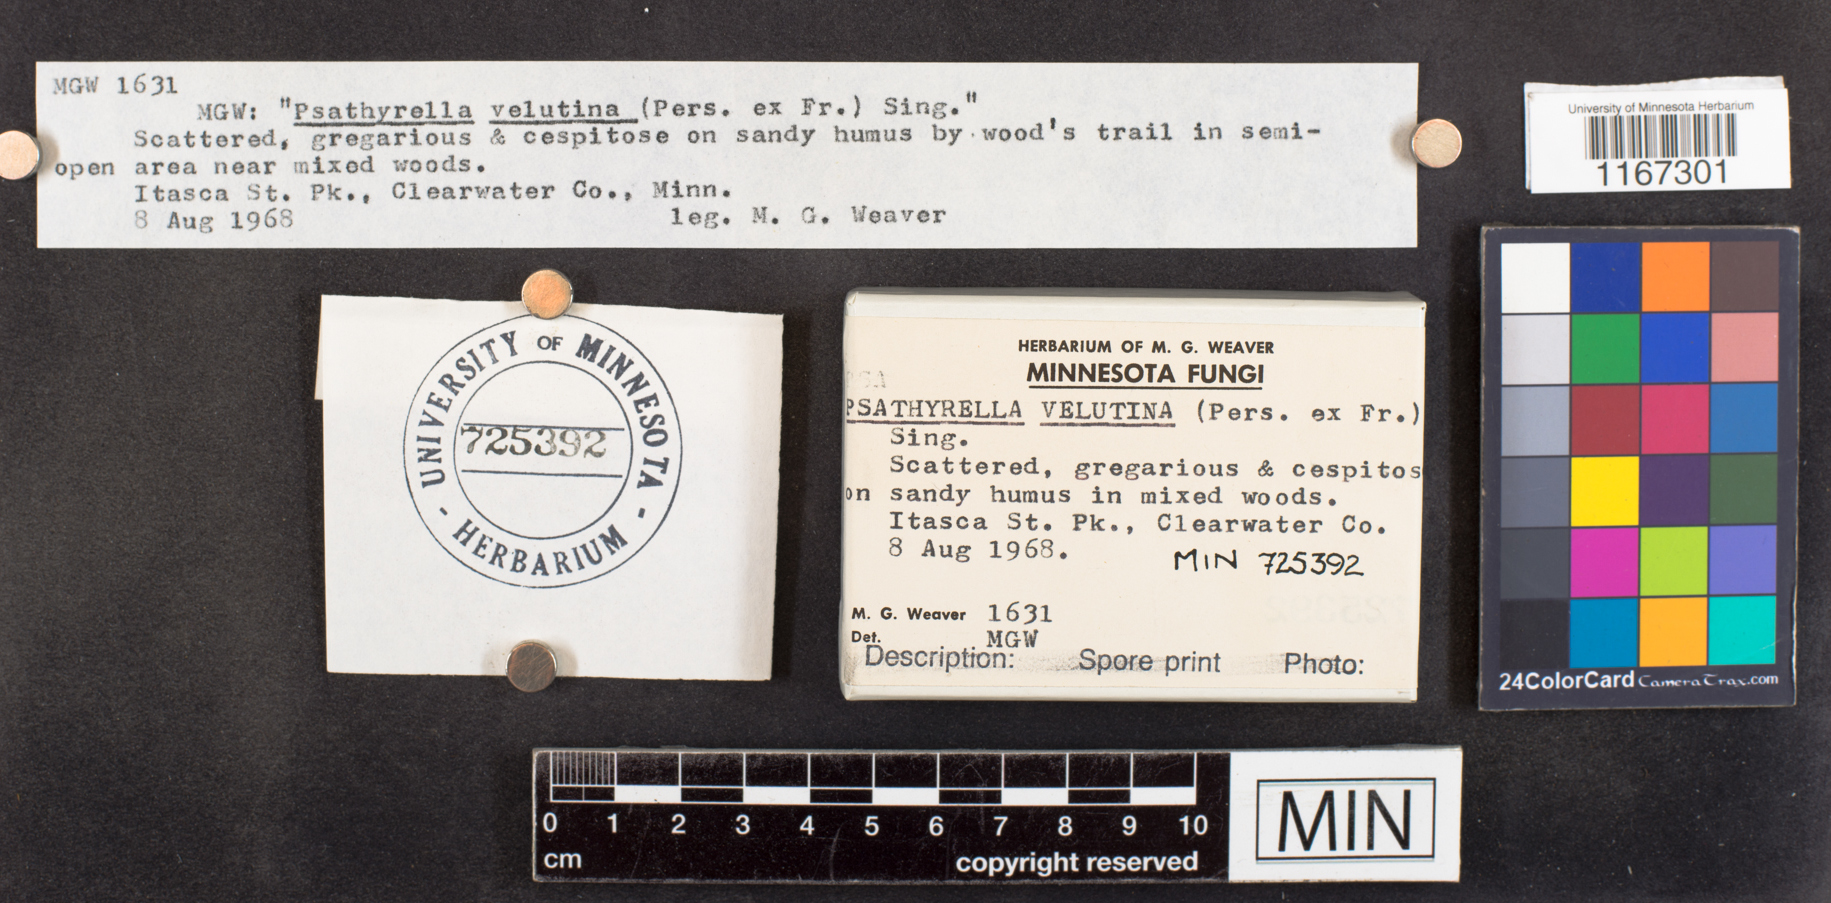 MGW 1631
MGW: "Psathyrella velutina (Pers. ex Fr.) Sing."
Scattered, gregarious & cespitose on sandy humus by wood's trail in semi-
open area near mixed woods.
Itasca St. Pk., Clearwater Co., Minn.
8 Aug 1968 leg. M. G. Weaver
University of Minnesota Herbarium
1167301
UNIVERSITY OF MINNESOTA
725392
- HERBARIUM -
HERBARIUM OF M. G. WEAVER
MINNESOTA FUNGI
PSATHYRELLA VELUTINA (Pers. ex Fr.)
Sing.
Scattered, gregarious & cespitos
on sandy humus in mixed woods.
Itasca St. Pk., Clearwater Co.
8 Aug 1968.
MIN 725392
M. G. Weaver 1631
Det. MGW
Description: Spore print Photo:
24ColorCard CameraTrax.com
0 1 2 3 4 5 6 7 8 9 10
cm copyright reserved
MIN